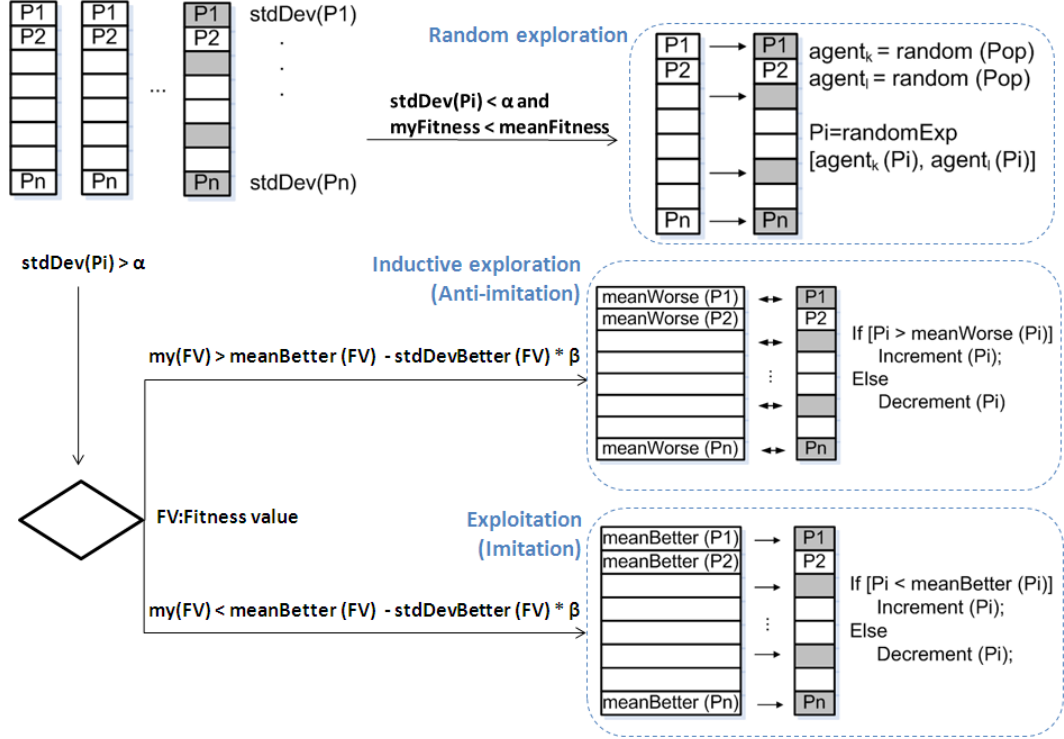 P1 P1 P1 stdDev(P1)
P2 P2 P2
...
Pn Pn Pn stdDev(Pn)
stdDev(Pi) < α and
myFitness < meanFitness
Random exploration
P1 P1
P2 P2
Pn Pn
agentk = random (Pop)
agentl = random (Pop)
Pi=randomExp
[agentk (Pi), agentl (Pi)]
stdDev(Pi) > α
Inductive exploration
(Anti-imitation)
my(FV) > meanBetter (FV) - stdDevBetter (FV) * β
meanWorse (P1) P1
meanWorse (P2) P2
meanWorse (Pn) Pn
If [Pi > meanWorse (Pi)]
Increment (Pi);
Else
Decrement (Pi)
FV:Fitness value
Exploitation
(Imitation)
my(FV) < meanBetter (FV) - stdDevBetter (FV) * β
meanBetter (P1) P1
meanBetter (P2) P2
meanBetter (Pn) Pn
If [Pi < meanBetter (Pi)]
Increment (Pi);
Else
Decrement (Pi);